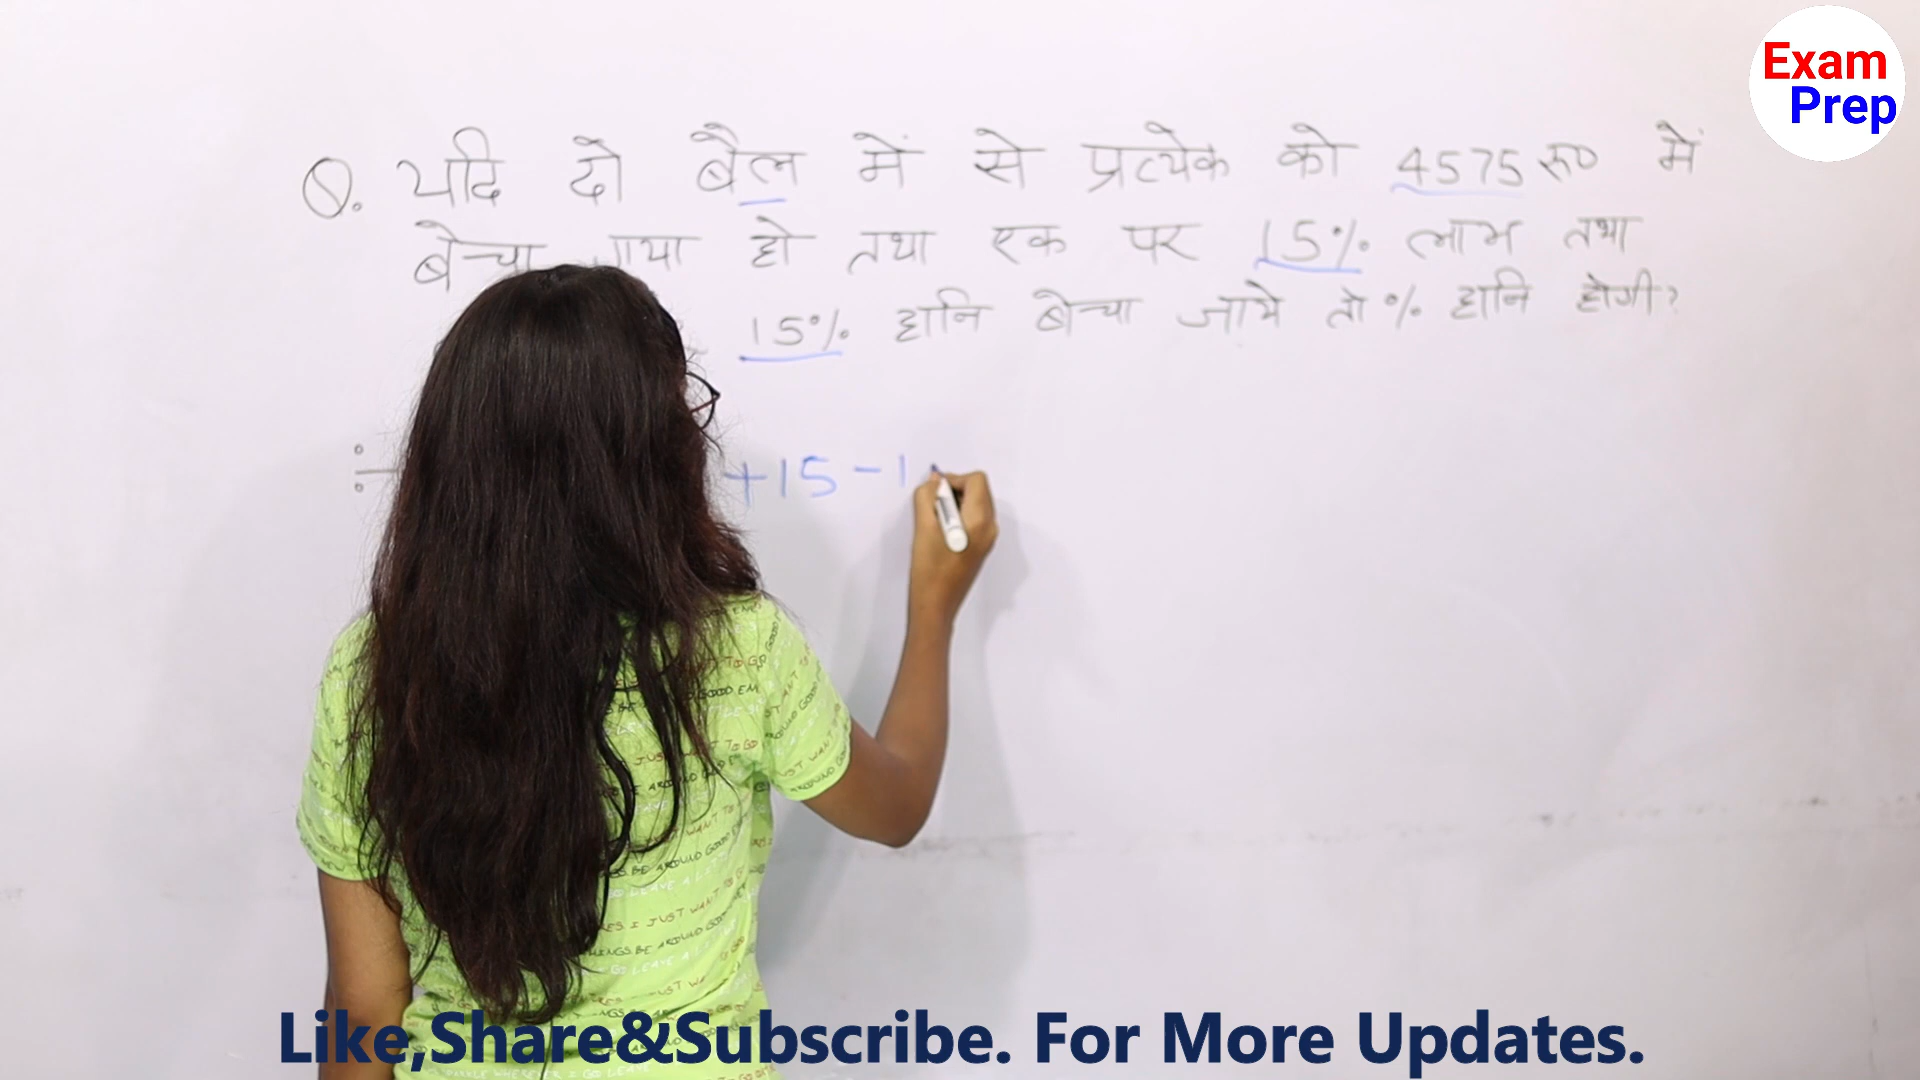 Exam
Prep
Q. यदि दो बैल में से प्रत्येक को 4575 रू० में
बेचा गया हो तथा एक पर 15% लाभ तथा
15% हानि बेचा जाये तो % हानि होगी?
+15-1
Like,Share&Subscribe. For More Updates.